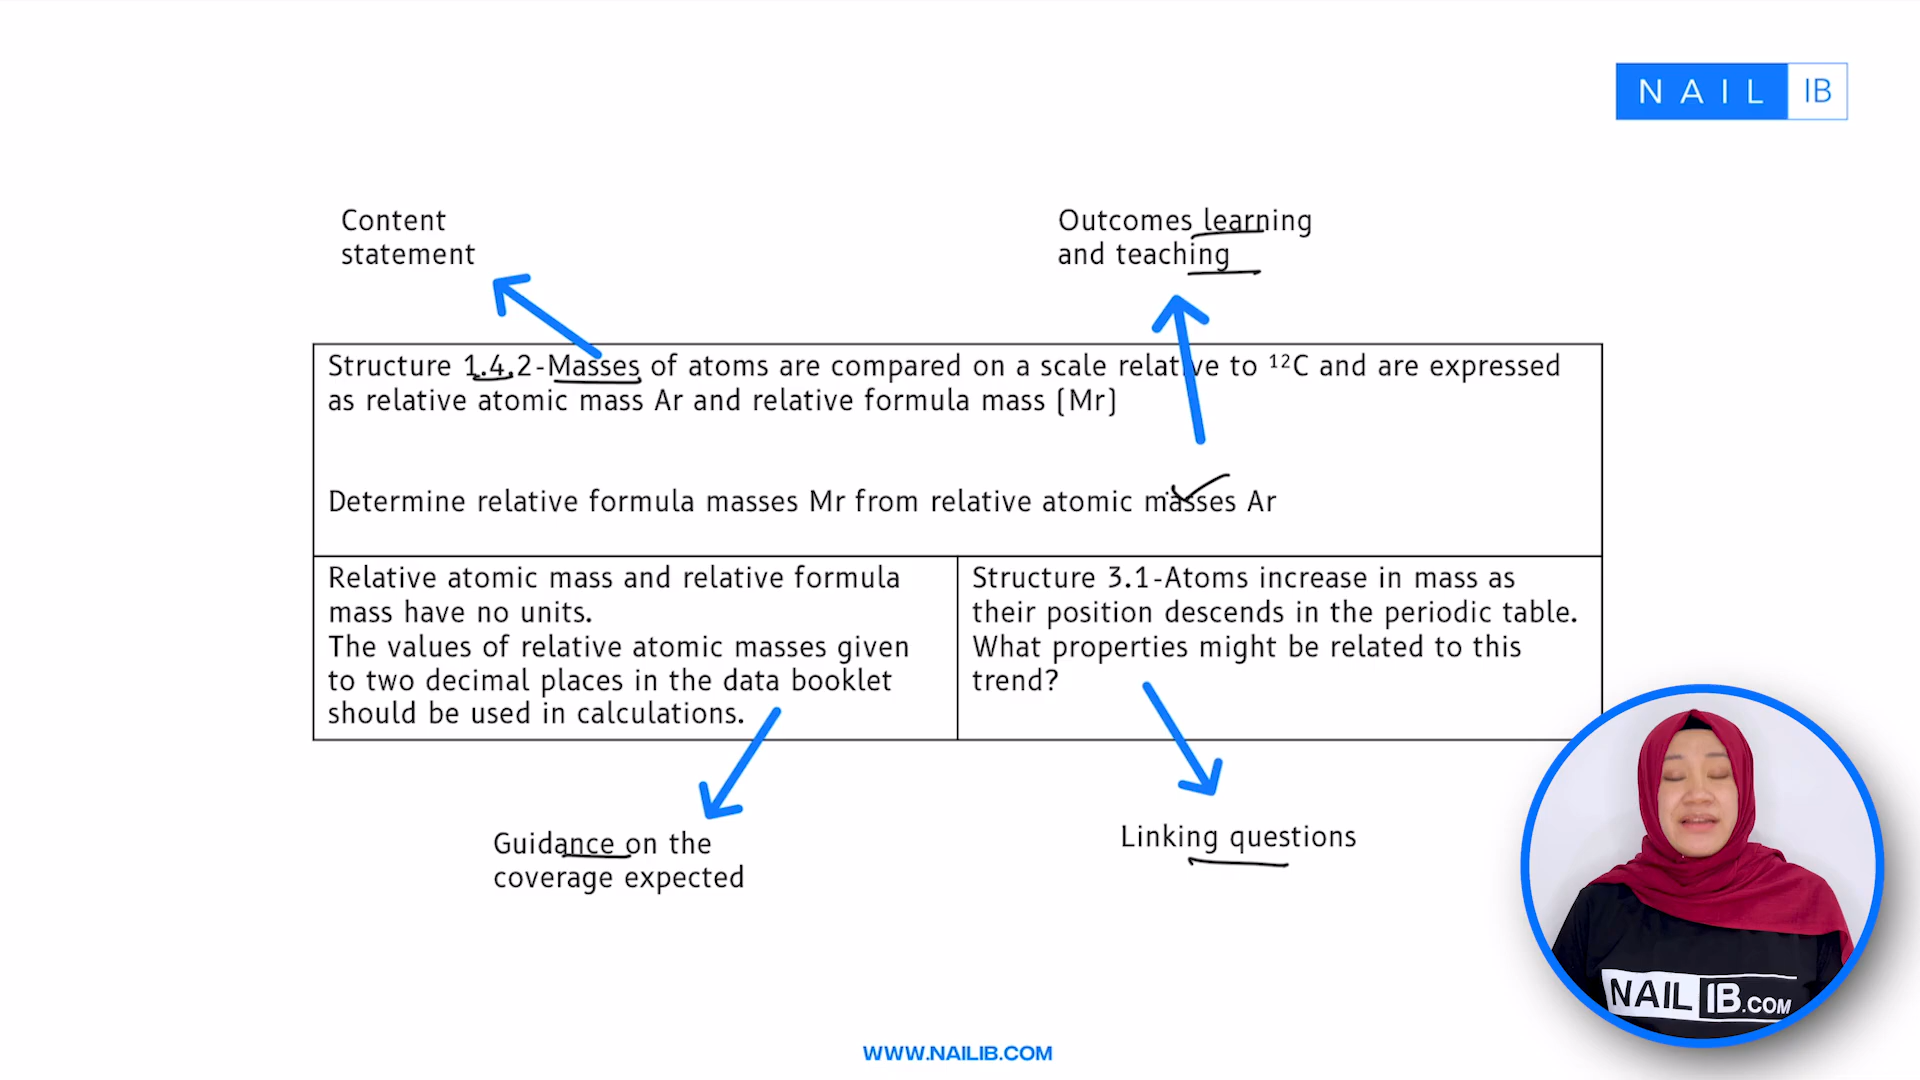 NAIL IB
Content
statement
Outcomes learning
and teaching
Structure 1.4.2-Masses of atoms are compared on a scale relative to ¹²C and are expressed
as relative atomic mass Ar and relative formula mass (Mr)
Determine relative formula masses Mr from relative atomic masses Ar
Relative atomic mass and relative formula
mass have no units.
The values of relative atomic masses given
to two decimal places in the data booklet
should be used in calculations.
Structure 3.1-Atoms increase in mass as
their position descends in the periodic table.
What properties might be related to this
trend?
Guidance on the
coverage expected
Linking questions
NAIL IB.COM
WWW.NAILIB.COM